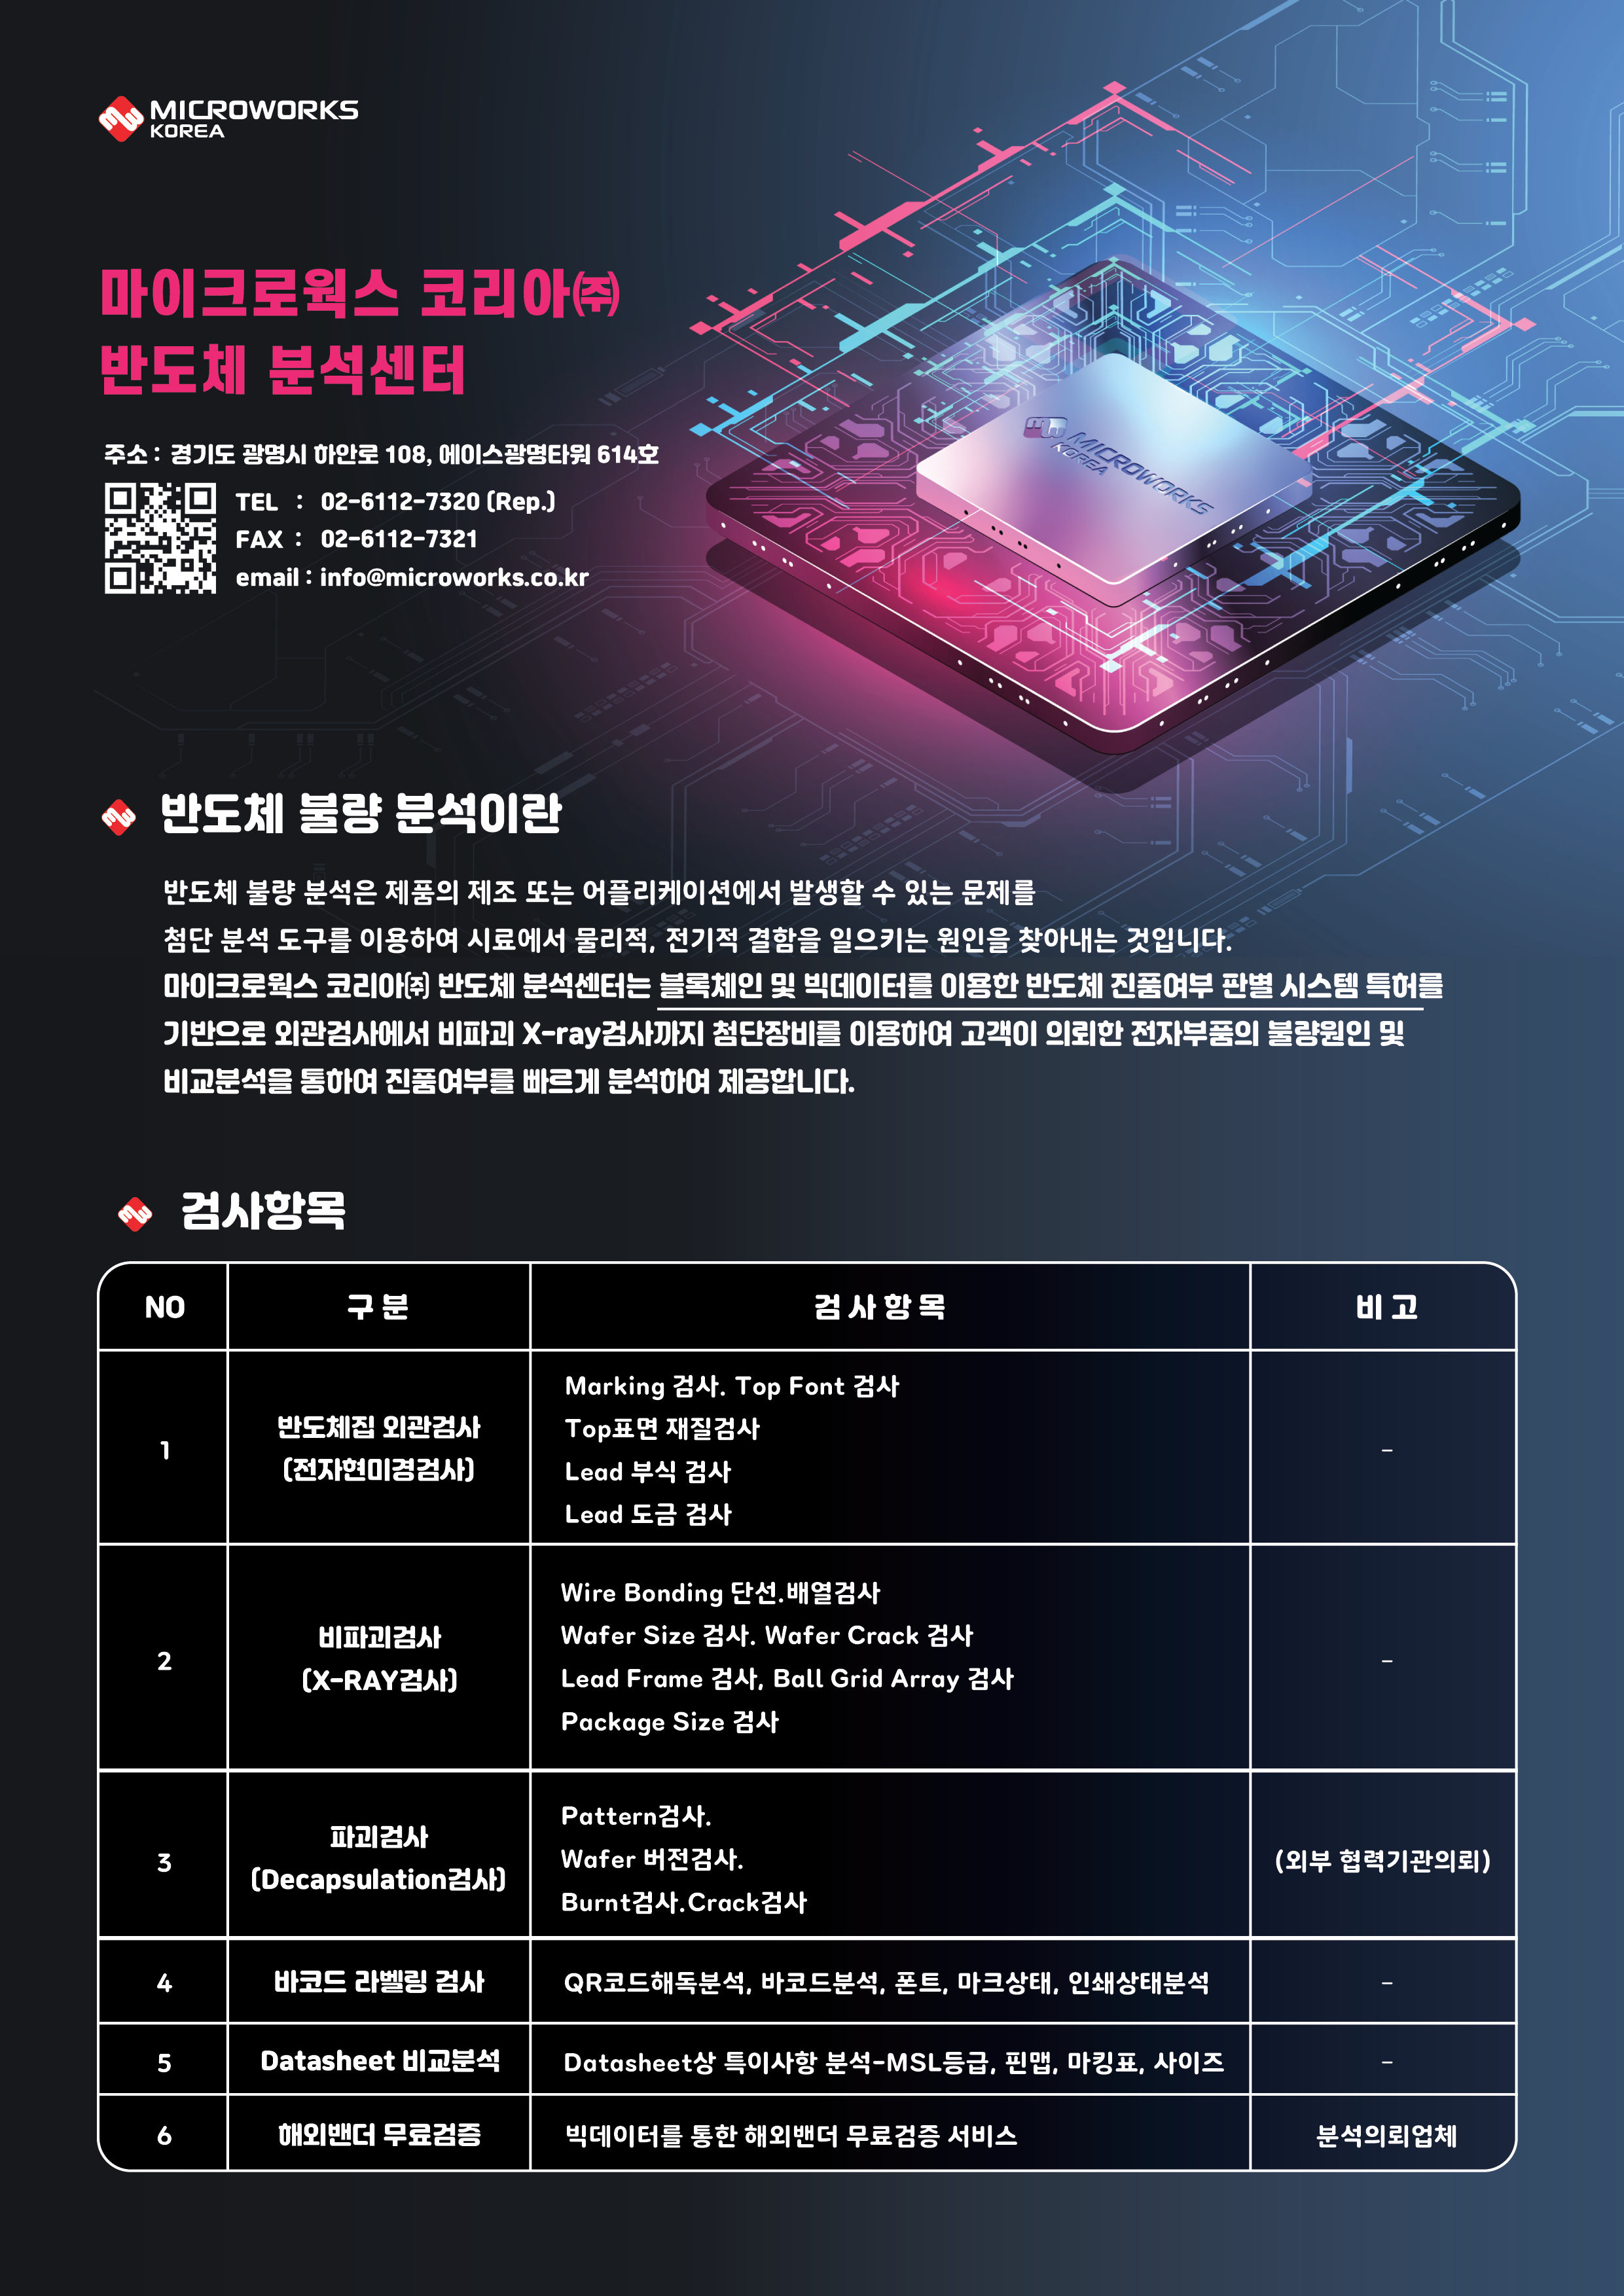 MICROWORKS
KOREA
마이크로웍스 코리아㈜
반도체 분석센터
주소 : 경기도 광명시 하안로 108, 에이스광명타워 614호
TEL : 02-6112-7320 (Rep.)
FAX : 02-6112-7321
email : info@microworks.co.kr
MICROWORKS
KOREA
반도체 불량 분석이란
반도체 불량 분석은 제품의 제조 또는 어플리케이션에서 발생할 수 있는 문제를
첨단 분석 도구를 이용하여 시료에서 물리적, 전기적 결함을 일으키는 원인을 찾아내는 것입니다.
마이크로웍스 코리아㈜ 반도체 분석센터는 블록체인 및 빅데이터를 이용한 반도체 진품여부 판별 시스템 특허를
기반으로 외관검사에서 비파괴 X-ray검사까지 첨단장비를 이용하여 고객이 의뢰한 전자부품의 불량원인 및
비교분석을 통하여 진품여부를 빠르게 분석하여 제공합니다.
검사항목
NO 구 분 검 사 항 목 비 고
1 반도체집 외관검사 (전자현미경검사)
Marking 검사. Top Font 검사
Top표면 재질검사
Lead 부식 검사
Lead 도금 검사
-
2 비파괴검사 (X-RAY검사)
Wire Bonding 단선.배열검사
Wafer Size 검사. Wafer Crack 검사
Lead Frame 검사, Ball Grid Array 검사
Package Size 검사
-
3 파괴검사 (Decapsulation검사)
Pattern검사.
Wafer 버전검사.
Burnt검사.Crack검사
(외부 협력기관의뢰)
4 바코드 라벨링 검사 QR코드해독분석, 바코드분석, 폰트, 마크상태, 인쇄상태분석 -
5 Datasheet 비교분석 Datasheet상 특이사항 분석-MSL등급, 핀맵, 마킹표, 사이즈 -
6 해외밴더 무료검증 빅데이터를 통한 해외밴더 무료검증 서비스 분석의뢰업체